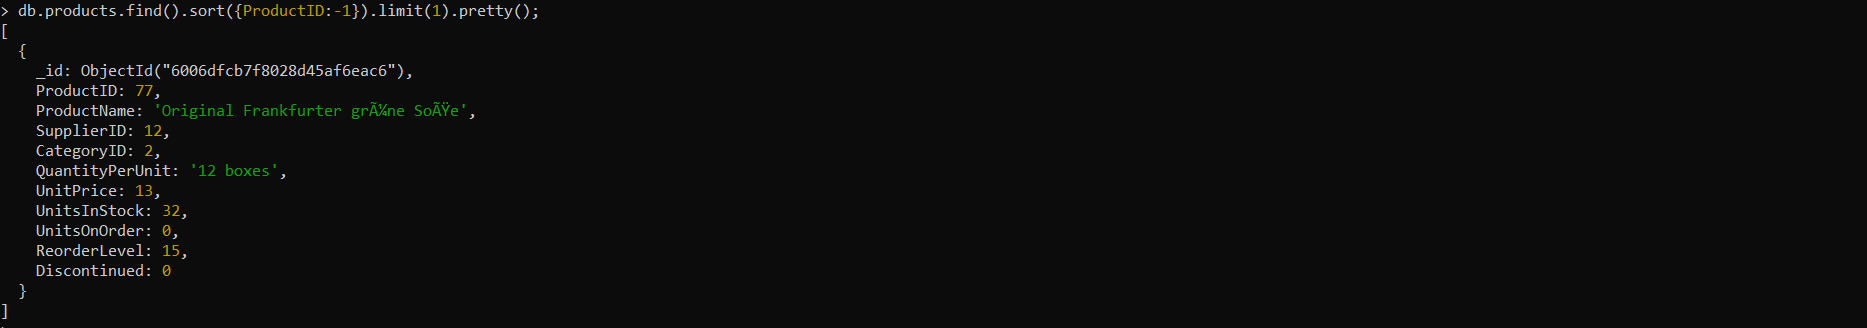 > db.products.find().sort({ProductID:-1}).limit(1).pretty();
[
  {
    _id: ObjectId("6006dfcb7f8028d45af6eac6"),
    ProductID: 77,
    ProductName: 'Original Frankfurter grÃ¼ne SoÃŸe',
    SupplierID: 12,
    CategoryID: 2,
    QuantityPerUnit: '12 boxes',
    UnitPrice: 13,
    UnitsInStock: 32,
    UnitsOnOrder: 0,
    ReorderLevel: 15,
    Discontinued: 0
  }
]